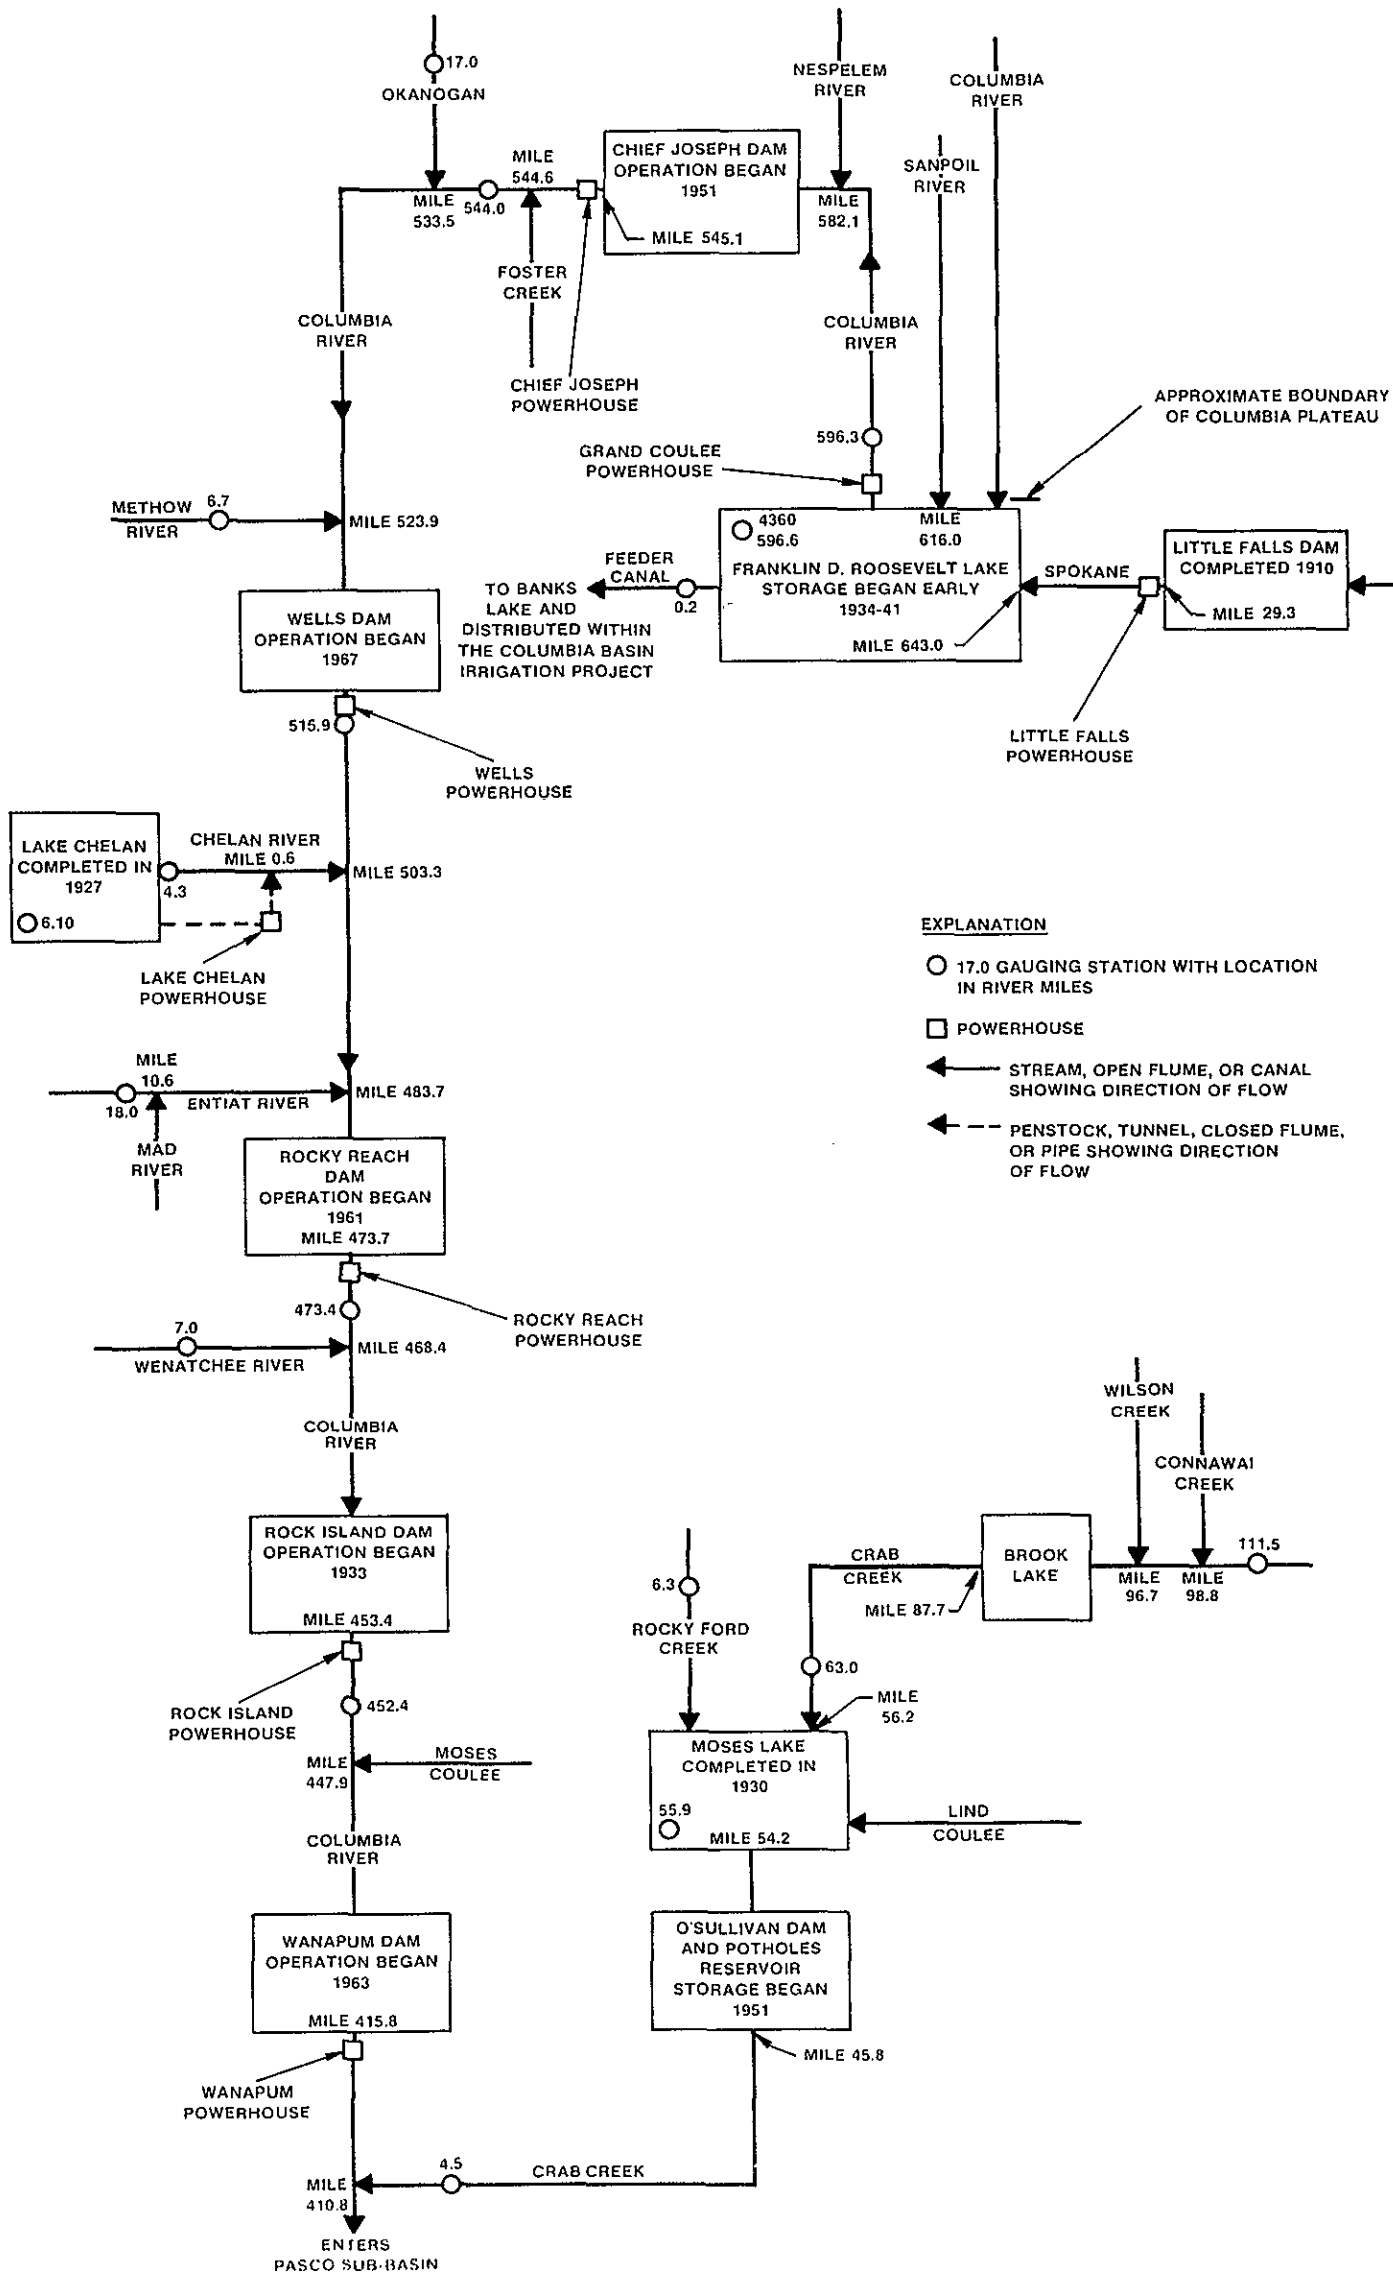 17.0
OKANOGAN
NESPELEM
RIVER
COLUMBIA
RIVER
SANPOIL
RIVER
MILE
544.6
CHIEF JOSEPH DAM
OPERATION BEGAN
1951
MILE 545.1
MILE
533.5
544.0
MILE
582.1
FOSTER
CREEK
COLUMBIA
RIVER
COLUMBIA
RIVER
CHIEF JOSEPH
POWERHOUSE
APPROXIMATE BOUNDARY
OF COLUMBIA PLATEAU
596.3
GRAND COULEE
POWERHOUSE
METHOW
RIVER
6.7
MILE 523.9
4360
596.6
MILE
616.0
FRANKLIN D. ROOSEVELT LAKE
STORAGE BEGAN EARLY
1934-41
MILE 643.0
FEEDER
CANAL
0.2
TO BANKS
LAKE AND
DISTRIBUTED WITHIN
THE COLUMBIA BASIN
IRRIGATION PROJECT
SPOKANE
LITTLE FALLS DAM
COMPLETED 1910
MILE 29.3
LITTLE FALLS
POWERHOUSE
WELLS DAM
OPERATION BEGAN
1967
515.9
WELLS
POWERHOUSE
LAKE CHELAN
COMPLETED IN
1927
6.10
CHELAN RIVER
MILE 0.6
4.3
MILE 503.3
LAKE CHELAN
POWERHOUSE
EXPLANATION
17.0 GAUGING STATION WITH LOCATION
IN RIVER MILES
POWERHOUSE
STREAM, OPEN FLUME, OR CANAL
SHOWING DIRECTION OF FLOW
PENSTOCK, TUNNEL, CLOSED FLUME,
OR PIPE SHOWING DIRECTION
OF FLOW
MILE
10.6
18.0
ENTIAT RIVER
MILE 483.7
MAD
RIVER
ROCKY REACH
DAM
OPERATION BEGAN
1961
MILE 473.7
473.4
ROCKY REACH
POWERHOUSE
7.0
WENATCHEE RIVER
MILE 468.4
COLUMBIA
RIVER
ROCK ISLAND DAM
OPERATION BEGAN
1933
MILE 453.4
ROCK ISLAND
POWERHOUSE
452.4
MILE
447.9
MOSES
COULEE
COLUMBIA
RIVER
WANAPUM DAM
OPERATION BEGAN
1963
MILE 415.8
WANAPUM
POWERHOUSE
MILE
410.8
ENTERS
PASCO SUB-BASIN
WILSON
CREEK
CONNAWAI
CREEK
111.5
MILE
96.7
MILE
98.8
BROOK
LAKE
CRAB
CREEK
MILE 87.7
6.3
ROCKY FORD
CREEK
63.0
MILE
56.2
MOSES LAKE
COMPLETED IN
1930
55.9
MILE 54.2
LIND
COULEE
O'SULLIVAN DAM
AND POTHOLES
RESERVOIR
STORAGE BEGAN
1951
MILE 45.8
4.5
CRAB CREEK